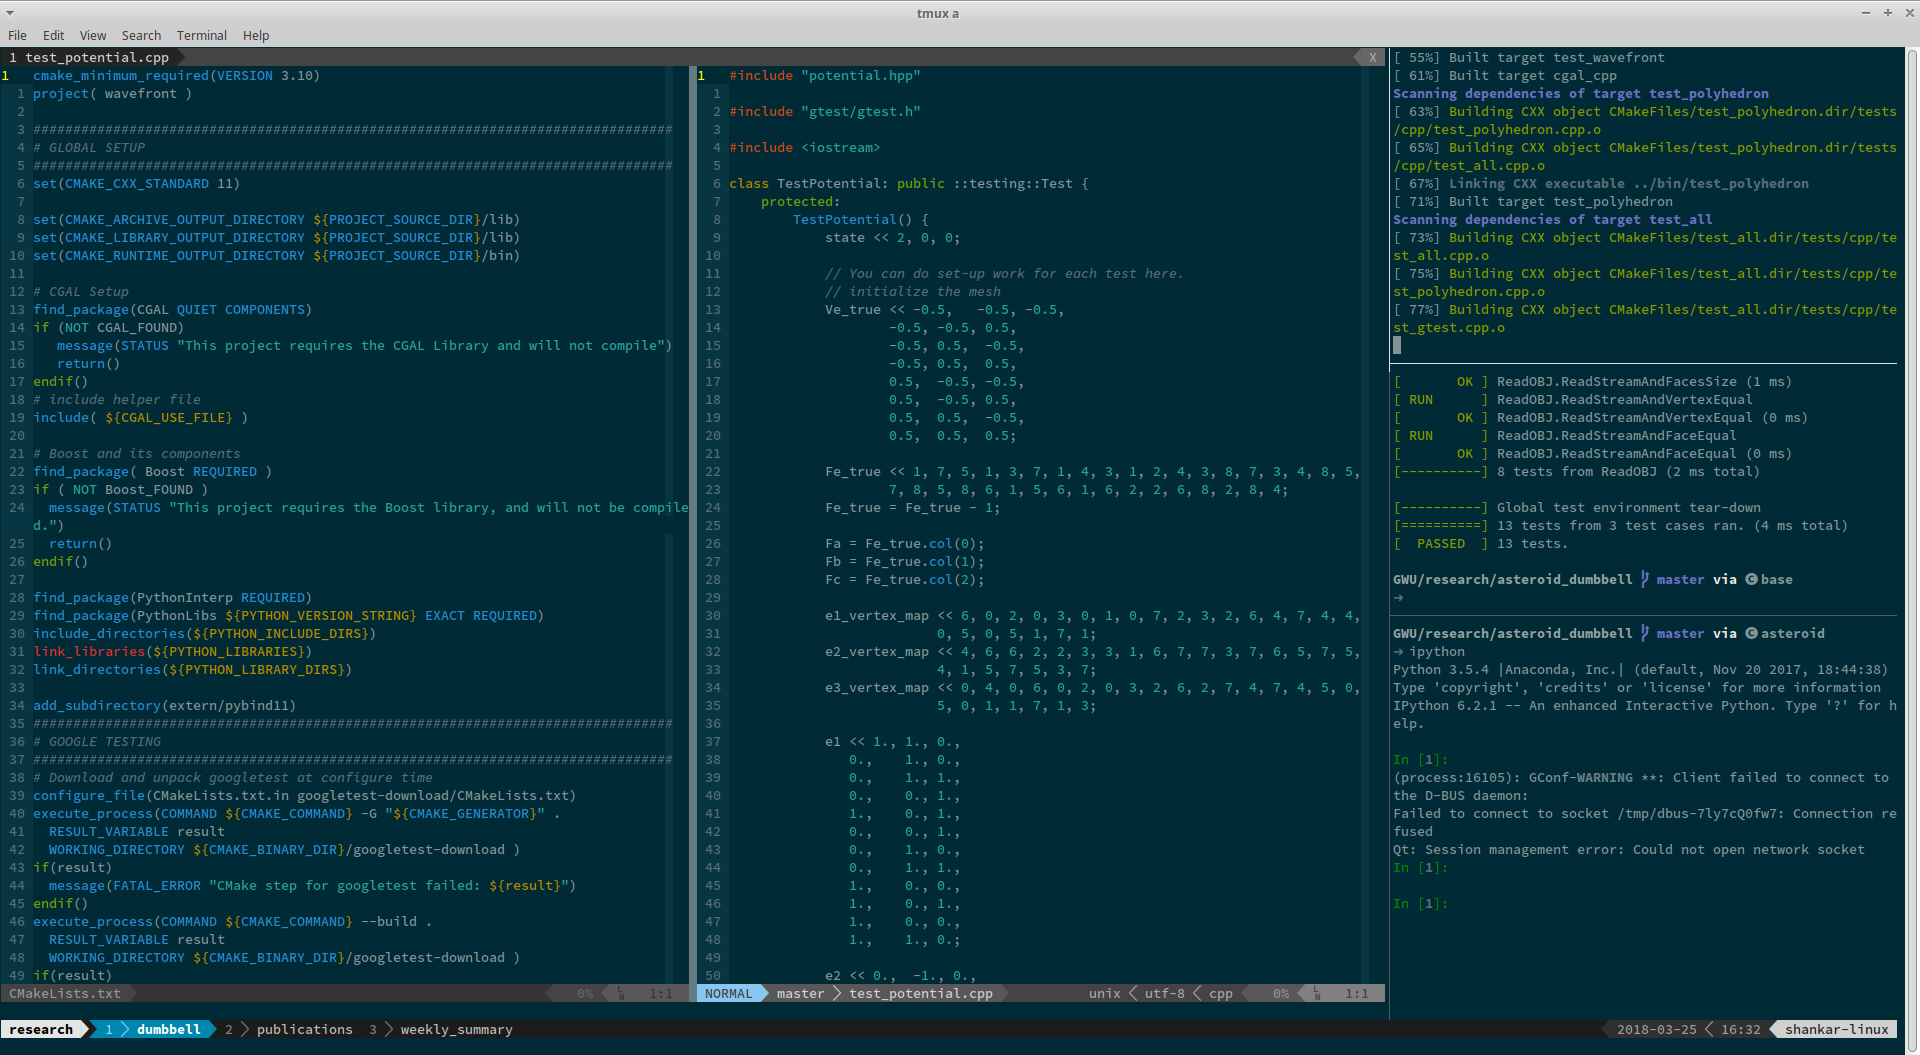 tmux a
File Edit View Search Terminal Help
1 test_potential.cpp X
1 cmake_minimum_required(VERSION 3.10)
1 project( wavefront )
2
3 ################################################################################
4 # GLOBAL SETUP
5 ################################################################################
6 set(CMAKE_CXX_STANDARD 11)
7
8 set(CMAKE_ARCHIVE_OUTPUT_DIRECTORY ${PROJECT_SOURCE_DIR}/lib)
9 set(CMAKE_LIBRARY_OUTPUT_DIRECTORY ${PROJECT_SOURCE_DIR}/lib)
10 set(CMAKE_RUNTIME_OUTPUT_DIRECTORY ${PROJECT_SOURCE_DIR}/bin)
11
12 # CGAL Setup
13 find_package(CGAL QUIET COMPONENTS)
14 if (NOT CGAL_FOUND)
15    message(STATUS "This project requires the CGAL Library and will not compile")
16    return()
17 endif()
18 # include helper file
19 include( ${CGAL_USE_FILE} )
20
21 # Boost and its components
22 find_package( Boost REQUIRED )
23 if ( NOT Boost_FOUND )
24   message(STATUS "This project requires the Boost library, and will not be compile
d.")
25   return()
26 endif()
27
28 find_package(PythonInterp REQUIRED)
29 find_package(PythonLibs ${PYTHON_VERSION_STRING} EXACT REQUIRED)
30 include_directories(${PYTHON_INCLUDE_DIRS})
31 link_libraries(${PYTHON_LIBRARIES})
32 link_directories(${PYTHON_LIBRARY_DIRS})
33
34 add_subdirectory(extern/pybind11)
35 ################################################################################
36 # GOOGLE TESTING
37 ################################################################################
38 # Download and unpack googletest at configure time
39 configure_file(CMakeLists.txt.in googletest-download/CMakeLists.txt)
40 execute_process(COMMAND ${CMAKE_COMMAND} -G "${CMAKE_GENERATOR}" .
41   RESULT_VARIABLE result
42   WORKING_DIRECTORY ${CMAKE_BINARY_DIR}/googletest-download )
43 if(result)
44   message(FATAL_ERROR "CMake step for googletest failed: ${result}")
45 endif()
46 execute_process(COMMAND ${CMAKE_COMMAND} --build .
47   RESULT_VARIABLE result
48   WORKING_DIRECTORY ${CMAKE_BINARY_DIR}/googletest-download )
49 if(result)
CMakeLists.txt 0% LN 1:1
1 #include "potential.hpp"
1
2 #include "gtest/gtest.h"
3
4 #include <iostream>
5
6 class TestPotential: public ::testing::Test {
7     protected:
8         TestPotential() {
9             state << 2, 0, 0;
10
11             // You can do set-up work for each test here.
12             // initialize the mesh
13             Ve_true << -0.5,   -0.5, -0.5,
14                     -0.5, -0.5, 0.5,
15                     -0.5, 0.5,  -0.5,
16                     -0.5, 0.5,  0.5,
17                     0.5,  -0.5, -0.5,
18                     0.5,  -0.5, 0.5,
19                     0.5,  0.5,  -0.5,
20                     0.5,  0.5,  0.5;
21
22             Fe_true << 1, 7, 5, 1, 3, 7, 1, 4, 3, 1, 2, 4, 3, 8, 7, 3, 4, 8, 5,
23                     7, 8, 5, 8, 6, 1, 5, 6, 1, 6, 2, 2, 6, 8, 2, 8, 4;
24             Fe_true = Fe_true - 1;
25
26             Fa = Fe_true.col(0);
27             Fb = Fe_true.col(1);
28             Fc = Fe_true.col(2);
29
30             e1_vertex_map << 6, 0, 2, 0, 3, 0, 1, 0, 7, 2, 3, 2, 6, 4, 7, 4, 4,
31                           0, 5, 0, 5, 1, 7, 1;
32             e2_vertex_map << 4, 6, 6, 2, 2, 3, 3, 1, 6, 7, 7, 3, 7, 6, 5, 7, 5,
33                           4, 1, 5, 7, 5, 3, 7;
34             e3_vertex_map << 0, 4, 0, 6, 0, 2, 0, 3, 2, 6, 2, 7, 4, 7, 4, 5, 0,
35                           5, 0, 1, 1, 7, 1, 3;
36
37             e1 << 1., 1., 0.,
38                0.,    1., 0.,
39                0.,    1., 1.,
40                0.,    0., 1.,
41                1.,    0., 1.,
42                0.,    0., 1.,
43                0.,    1., 0.,
44                0.,    1., 1.,
45                1.,    0., 0.,
46                1.,    0., 1.,
47                1.,    0., 0.,
48                1.,    1., 0.;
49
50             e2 << 0.,  -1., 0.,
NORMAL master test_potential.cpp unix utf-8 cpp 0% LN 1:1
[ 55%] Built target test_wavefront
[ 61%] Built target cgal_cpp
Scanning dependencies of target test_polyhedron
[ 63%] Building CXX object CMakeFiles/test_polyhedron.dir/tests
/cpp/test_polyhedron.cpp.o
[ 65%] Building CXX object CMakeFiles/test_polyhedron.dir/tests
/cpp/test_all.cpp.o
[ 67%] Linking CXX executable ../bin/test_polyhedron
[ 71%] Built target test_polyhedron
Scanning dependencies of target test_all
[ 73%] Building CXX object CMakeFiles/test_all.dir/tests/cpp/te
st_all.cpp.o
[ 75%] Building CXX object CMakeFiles/test_all.dir/tests/cpp/te
st_polyhedron.cpp.o
[ 77%] Building CXX object CMakeFiles/test_all.dir/tests/cpp/te
st_gtest.cpp.o
[       OK ] ReadOBJ.ReadStreamAndFacesSize (1 ms)
[ RUN      ] ReadOBJ.ReadStreamAndVertexEqual
[       OK ] ReadOBJ.ReadStreamAndVertexEqual (0 ms)
[ RUN      ] ReadOBJ.ReadStreamAndFaceEqual
[       OK ] ReadOBJ.ReadStreamAndFaceEqual (0 ms)
[----------] 8 tests from ReadOBJ (2 ms total)

[----------] Global test environment tear-down
[==========] 13 tests from 3 test cases ran. (4 ms total)
[  PASSED  ] 13 tests.

GWU/research/asteroid_dumbbell master via C base
→
GWU/research/asteroid_dumbbell master via C asteroid
→ ipython
Python 3.5.4 |Anaconda, Inc.| (default, Nov 20 2017, 18:44:38)
Type 'copyright', 'credits' or 'license' for more information
IPython 6.2.1 -- An enhanced Interactive Python. Type '?' for h
elp.

In [1]:
(process:16105): GConf-WARNING **: Client failed to connect to
the D-BUS daemon:
Failed to connect to socket /tmp/dbus-7ly7cQ0fw7: Connection re
fused
Qt: Session management error: Could not open network socket
In [1]:

In [1]:
research 1 dumbbell 2 publications 3 weekly_summary 2018-03-25 16:32 shankar-linux